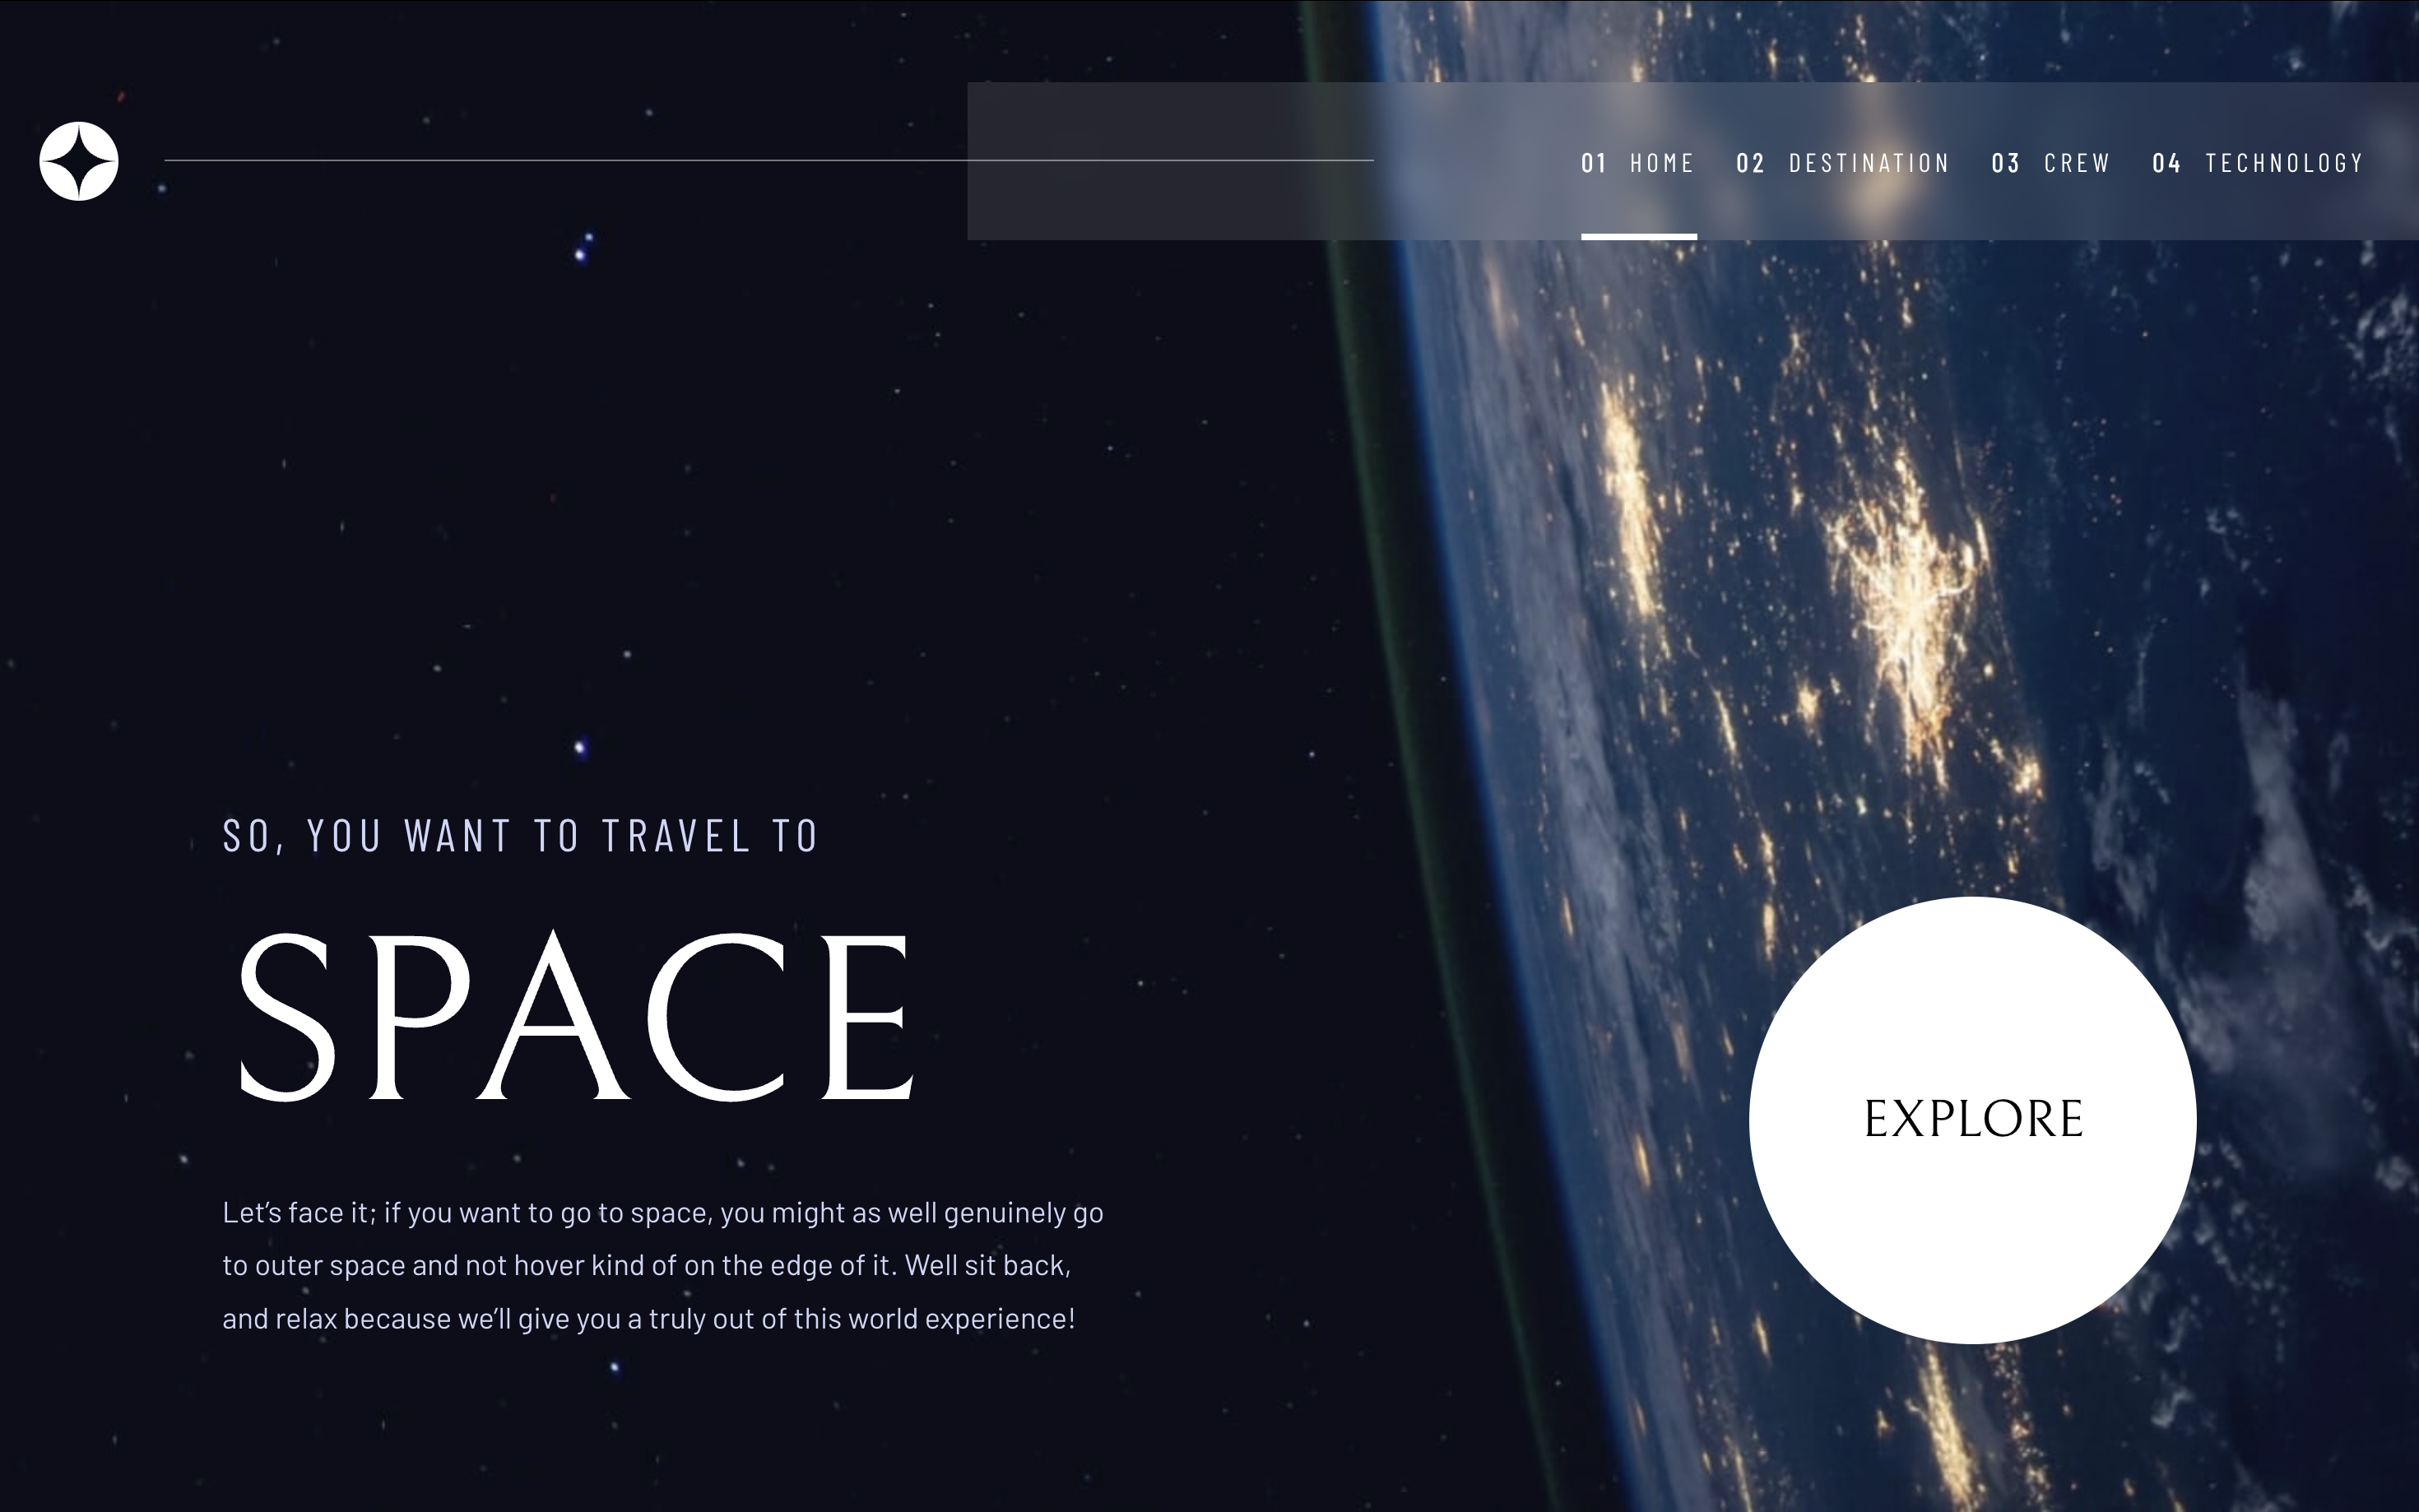 01 HOME 02 DESTINATION 03 CREW 04 TECHNOLOGY
SO, YOU WANT TO TRAVEL TO
SPACE
Let’s face it; if you want to go to space, you might as well genuinely go
to outer space and not hover kind of on the edge of it. Well sit back,
and relax because we’ll give you a truly out of this world experience!
EXPLORE